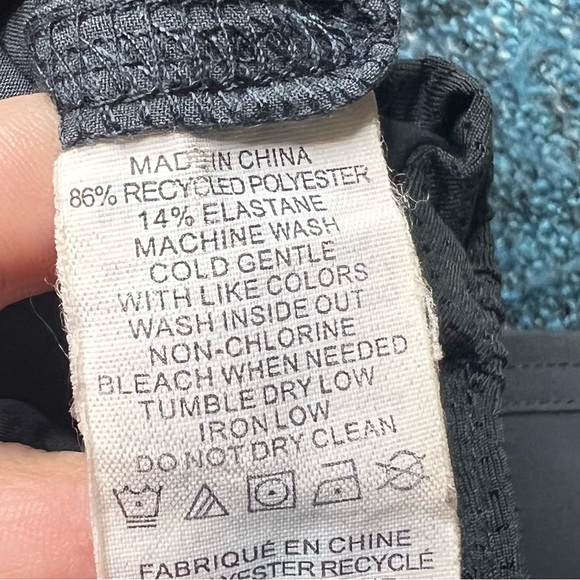 MADE IN CHINA
86% RECYCLED POLYESTER
14% ELASTANE
MACHINE WASH
COLD GENTLE
WITH LIKE COLORS
WASH INSIDE OUT
NON-CHLORINE
BLEACH WHEN NEEDED
TUMBLE DRY LOW
IRON LOW
DO NOT DRY CLEAN
FABRIQUÉ EN CHINE
RECYCLÉ